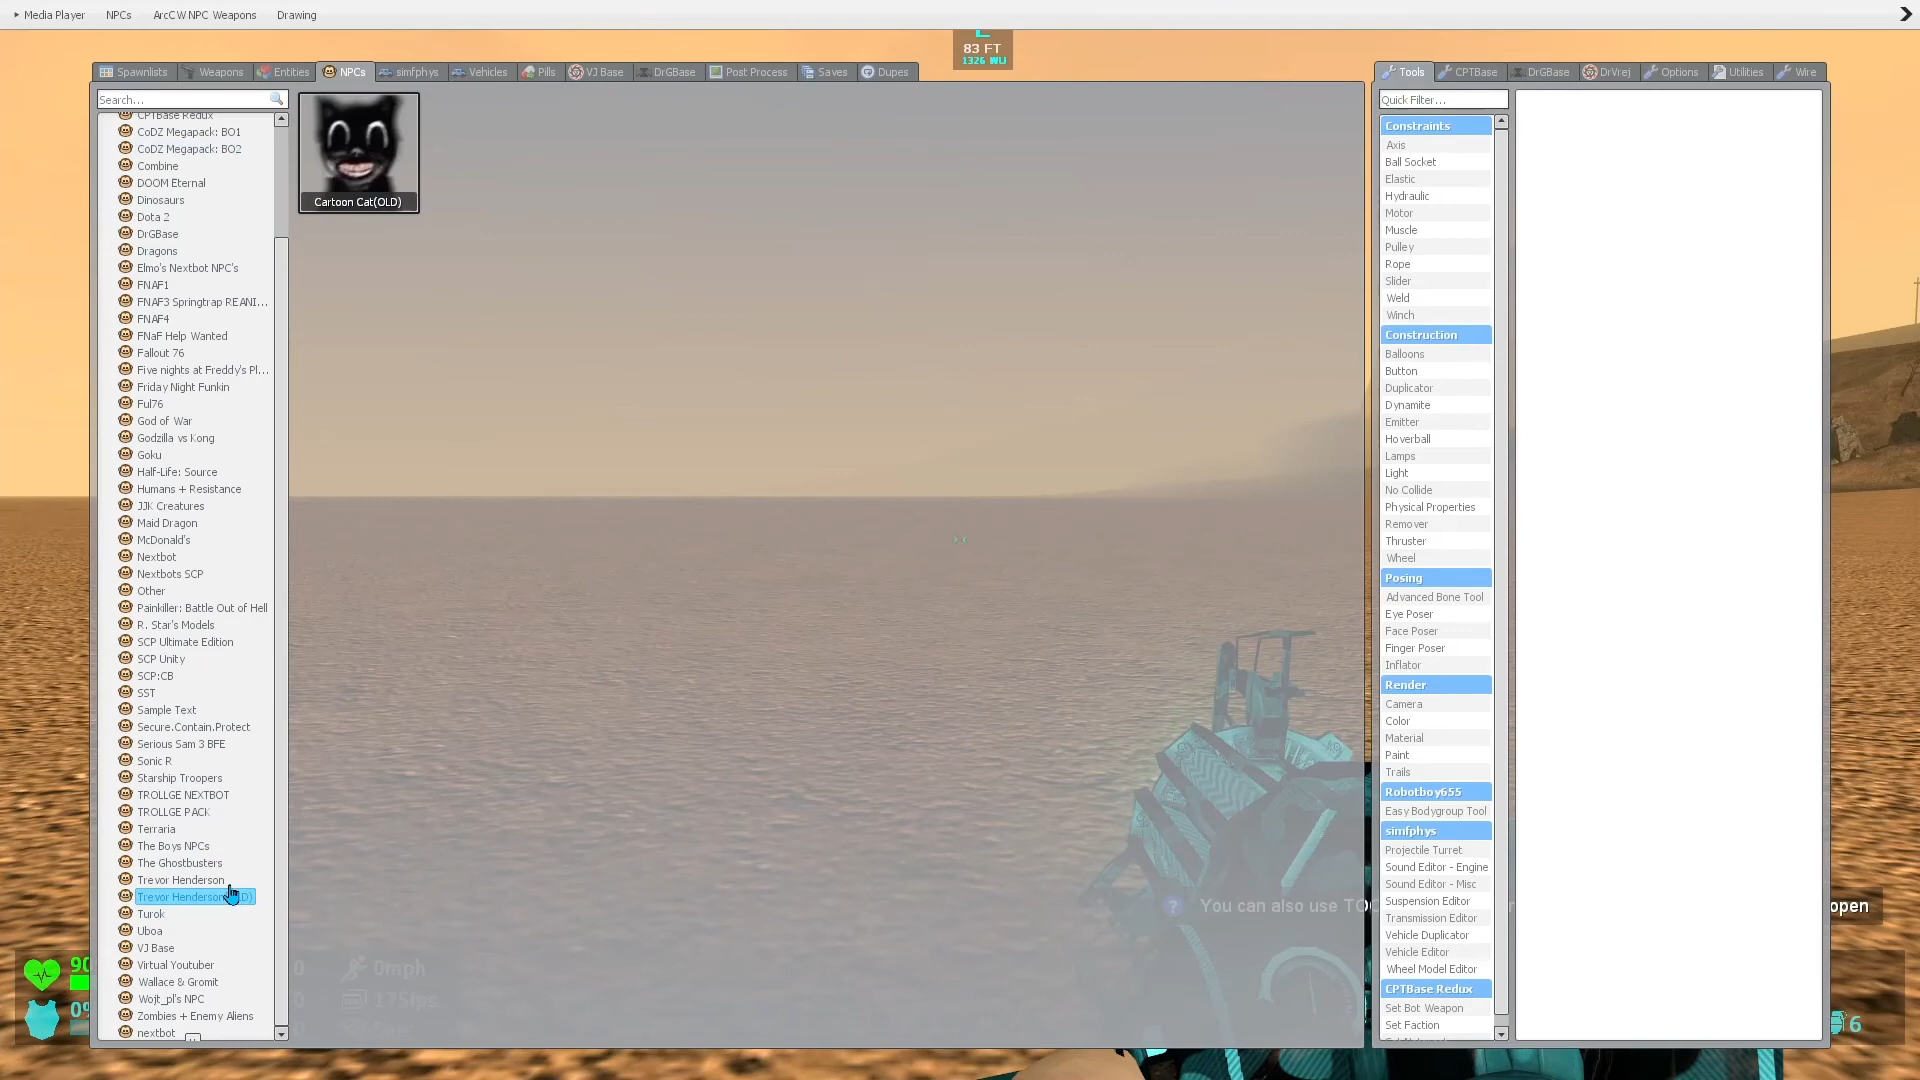 Media Player NPCs ArcCW NPC Weapons Drawing
83 FT
1326 WU
Spawnlists Weapons Entities NPCs simfphys Vehicles Pills VJ Base DrGBase Post Process Saves Dupes
Tools CPTBase DrGBase DrVrej Options Utilities Wire
Search...
CPTBase Redux
CoDZ Megapack: BO1
CoDZ Megapack: BO2
Combine
DOOM Eternal
Dinosaurs
Dota 2
DrGBase
Dragons
Elmo's Nextbot NPC's
FNAF1
FNAF3 Springtrap REANI...
FNAF4
FNaF Help Wanted
Fallout 76
Five nights at Freddy's Pl...
Friday Night Funkin
Ful76
God of War
Godzilla vs Kong
Goku
Half-Life: Source
Humans + Resistance
JJK Creatures
Maid Dragon
McDonald's
Nextbot
Nextbots SCP
Other
Painkiller: Battle Out of Hell
R. Star's Models
SCP Ultimate Edition
SCP Unity
SCP:CB
SST
Sample Text
Secure.Contain.Protect
Serious Sam 3 BFE
Sonic R
Starship Troopers
TROLLGE NEXTBOT
TROLLGE PACK
Terraria
The Boys NPCs
The Ghostbusters
Trevor Henderson
Trevor Henderson D)
Turok
Uboa
VJ Base
Virtual Youtuber
Wallace & Gromit
Wojt_pl's NPC
Zombies + Enemy Aliens
nextbot
Cartoon Cat(OLD)
Quick Filter...
Constraints
Axis
Ball Socket
Elastic
Hydraulic
Motor
Muscle
Pulley
Rope
Slider
Weld
Winch
Construction
Balloons
Button
Duplicator
Dynamite
Emitter
Hoverball
Lamps
Light
No Collide
Physical Properties
Remover
Thruster
Wheel
Posing
Advanced Bone Tool
Eye Poser
Face Poser
Finger Poser
Inflator
Render
Camera
Color
Material
Paint
Trails
Robotboy655
Easy Bodygroup Tool
simfphys
Projectile Turret
Sound Editor - Engine
Sound Editor - Misc
Suspension Editor
Transmission Editor
Vehicle Duplicator
Vehicle Editor
Wheel Model Editor
CPTBase Redux
Set Bot Weapon
Set Faction
? You can also use open
90
0%
0 0mph
0 175fps
6